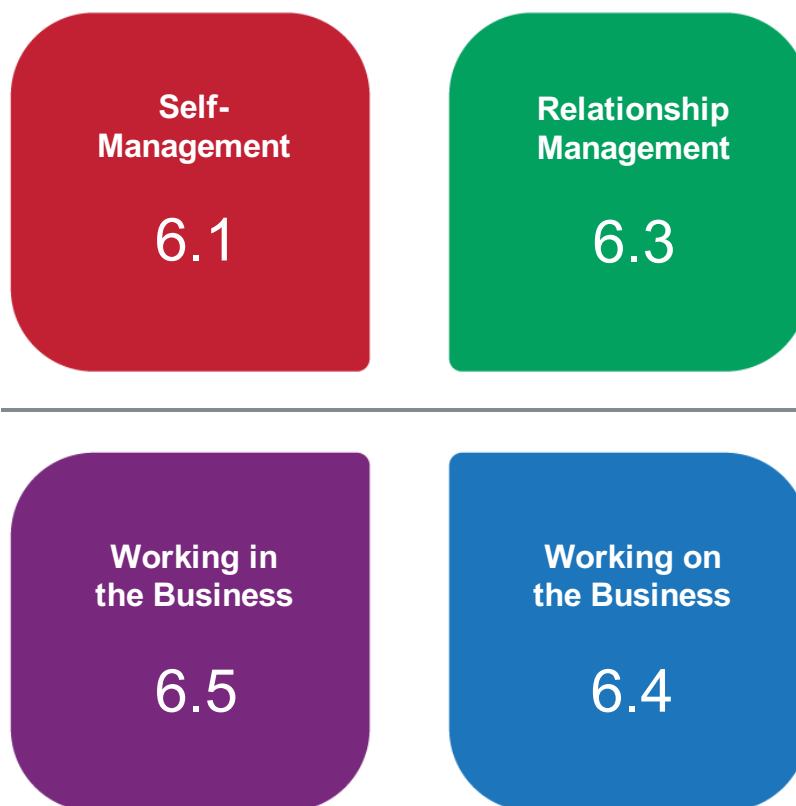 Self-
Management
6.1
Relationship
Management
6.3
Working in
the Business
6.5
Working on
the Business
6.4